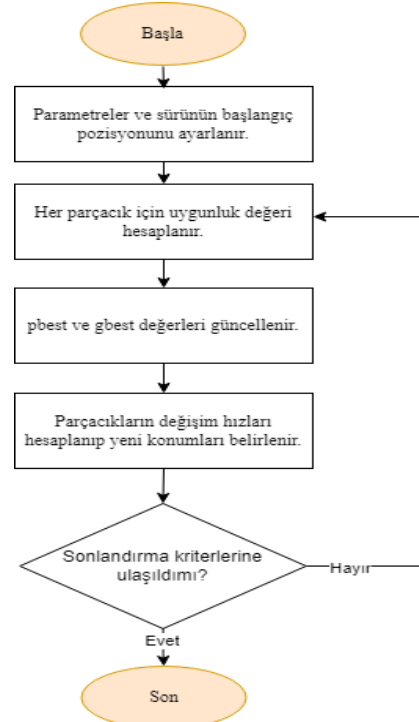 Başla
Parametreler ve sürünün başlangıç
pozisyonunu ayarlanır.
Her parçacık için uygunluk değeri
hesaplanır.
pbest ve gbest değerleri güncellenir.
Parçacıkların değişim hızları
hesaplanıp yeni konumları belirlenir.
Sonlandırma kriterlerine
ulaşıldımı?
Hayır
Evet
Son